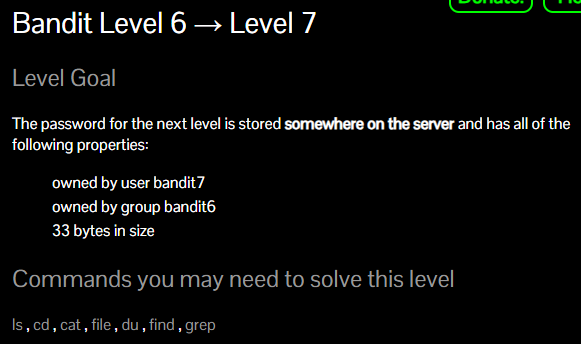 Donate!
Bandit Level 6 → Level 7
Level Goal
The password for the next level is stored somewhere on the server and has all of the
following properties:
owned by user bandit7
owned by group bandit6
33 bytes in size
Commands you may need to solve this level
ls , cd , cat , file , du , find , grep